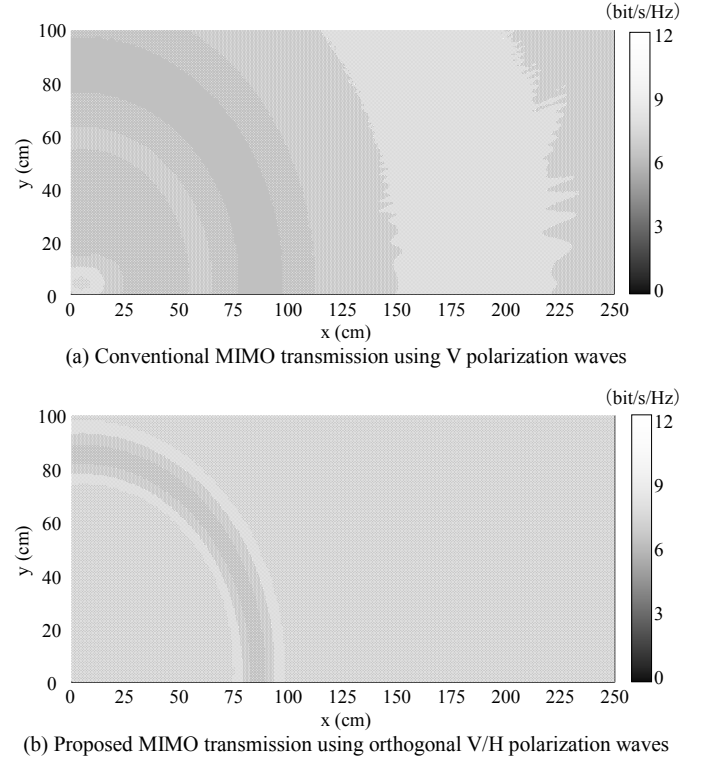 (bit/s/Hz)
100
12
80
9
60
y (cm)
6
40
3
20
0
0
0 25 50 75 100 125 150 175 200 225 250
x (cm)
(a) Conventional MIMO transmission using V polarization waves
(bit/s/Hz)
100
12
80
9
60
y (cm)
6
40
3
20
0
0
0 25 50 75 100 125 150 175 200 225 250
x (cm)
(b) Proposed MIMO transmission using orthogonal V/H polarization waves